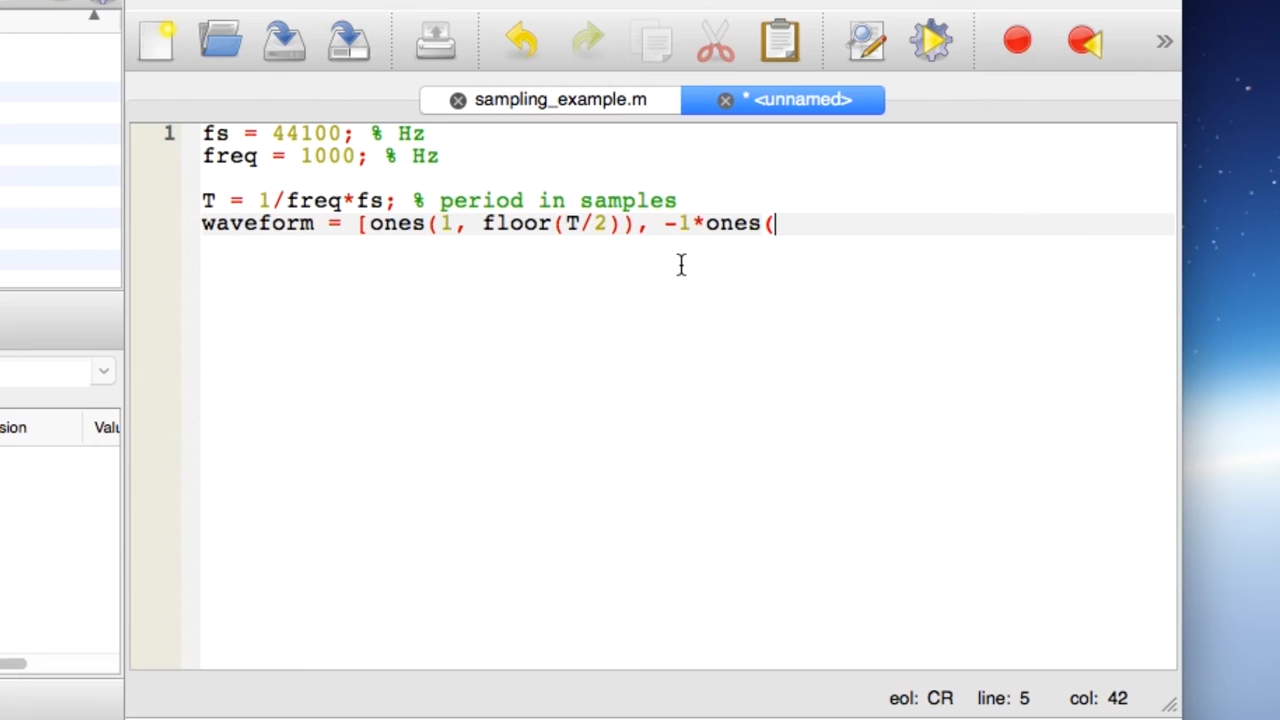 »
sampling_example.m * <unnamed>
1 fs = 44100; % Hz
freq = 1000; % Hz
T = 1/freq*fs; % period in samples
waveform = [ones(1, floor(T/2)), -1*ones(
sion Valu
eol: CR line: 5 col: 42